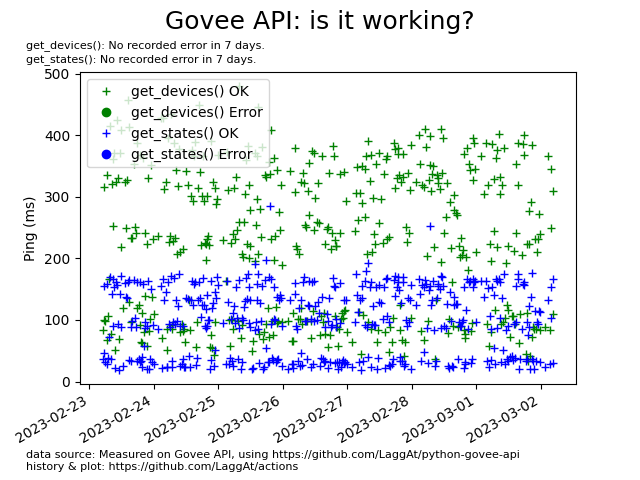 Govee API: is it working?
get_devices(): No recorded error in 7 days.
get_states(): No recorded error in 7 days.
500
400
300
200
100
0
Ping (ms)
get_devices() OK
get_devices() Error
get_states() OK
get_states() Error
2023-02-23
2023-02-24
2023-02-25
2023-02-26
2023-02-27
2023-02-28
2023-03-01
2023-03-02
data source: Measured on Govee API, using https://github.com/LaggAt/python-govee-api
history & plot: https://github.com/LaggAt/actions